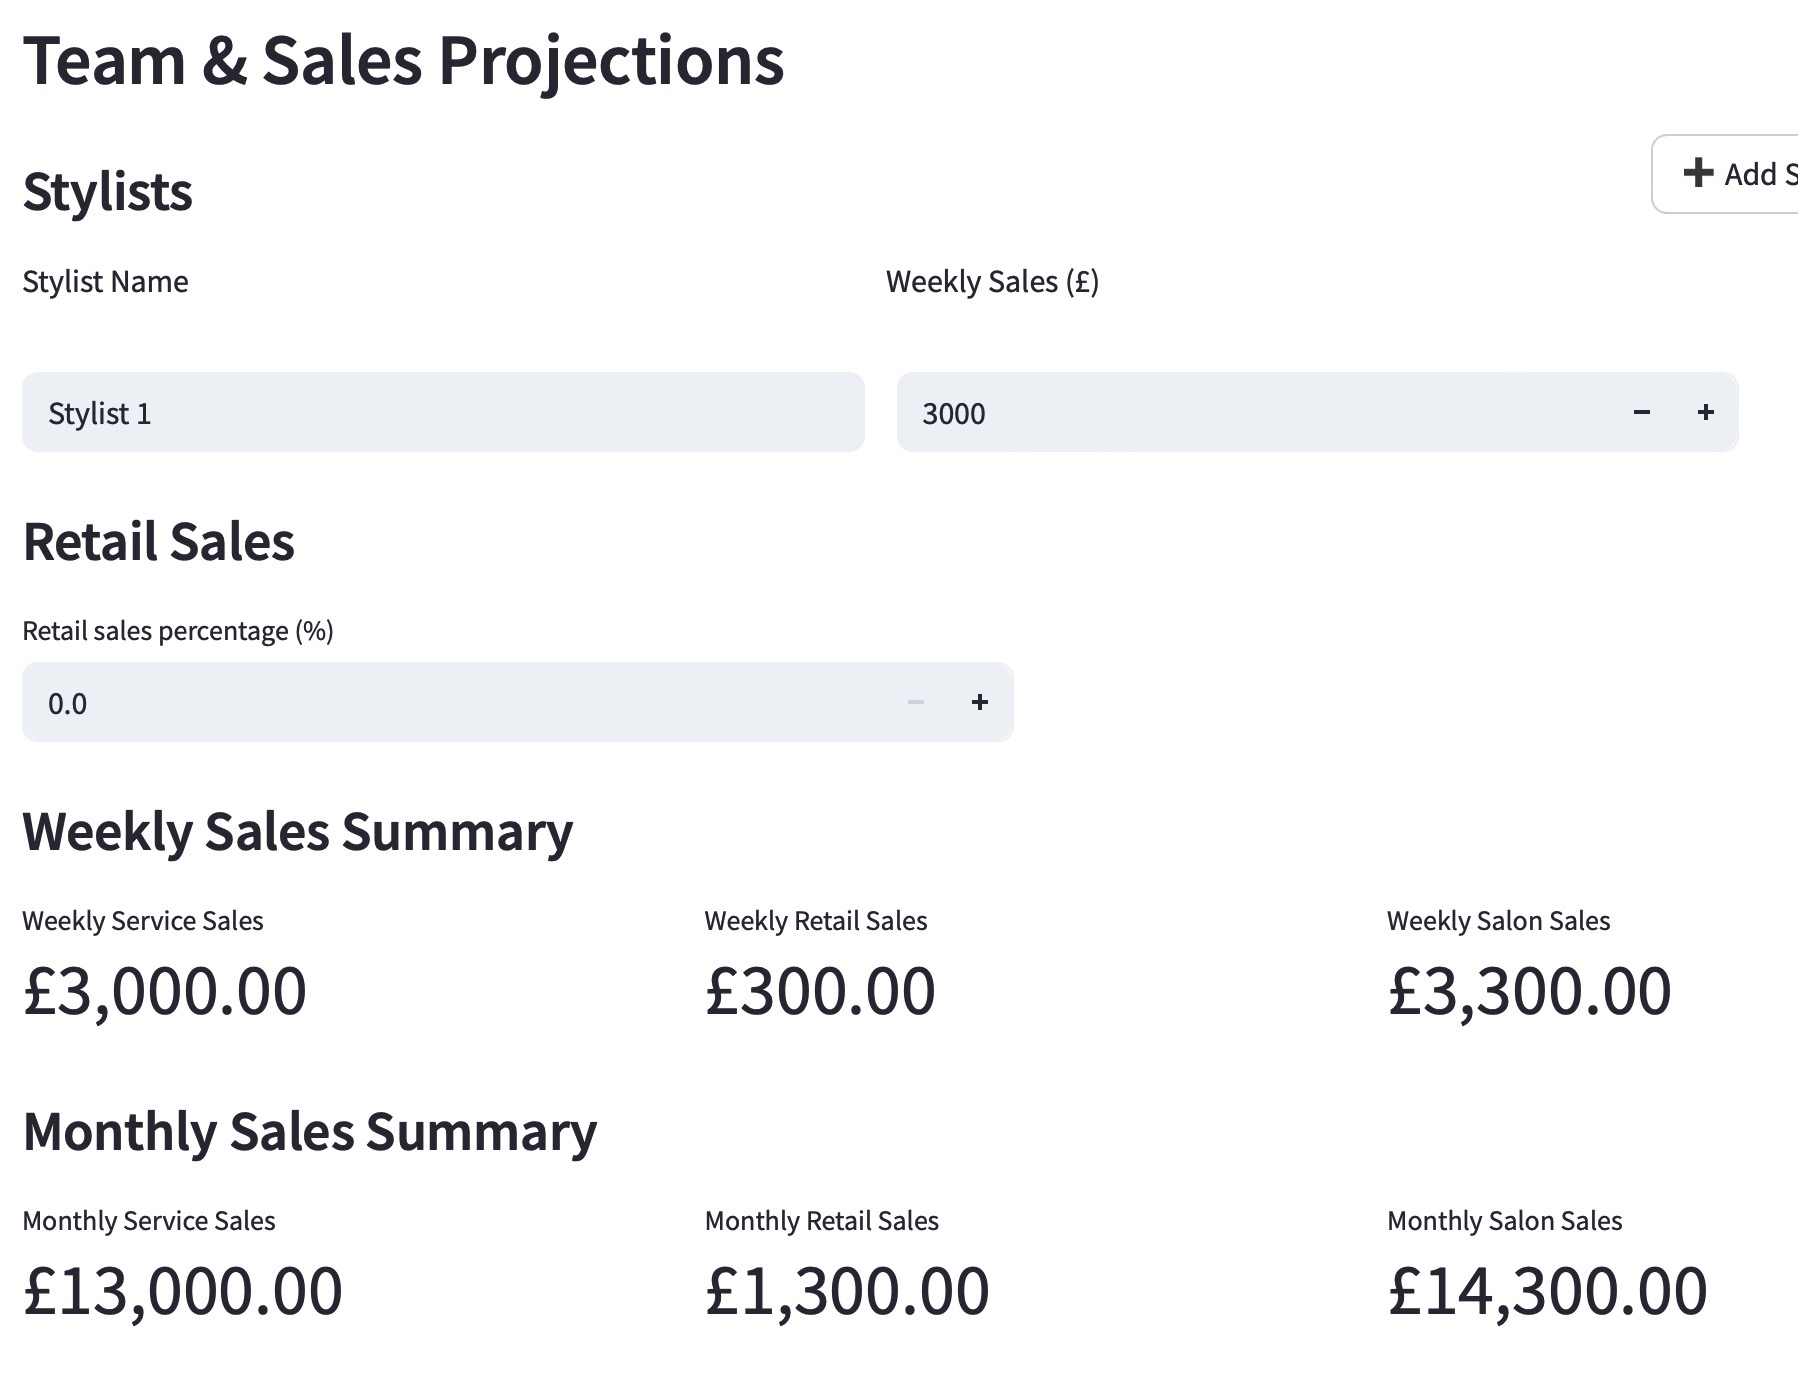 Team & Sales Projections
Stylists
+ Add S
Stylist Name
Weekly Sales (£)
Stylist 1
3000
Retail Sales
Retail sales percentage (%)
0.0
Weekly Sales Summary
Weekly Service Sales
Weekly Retail Sales
Weekly Salon Sales
£3,000.00
£300.00
£3,300.00
Monthly Sales Summary
Monthly Service Sales
Monthly Retail Sales
Monthly Salon Sales
£13,000.00
£1,300.00
£14,300.00